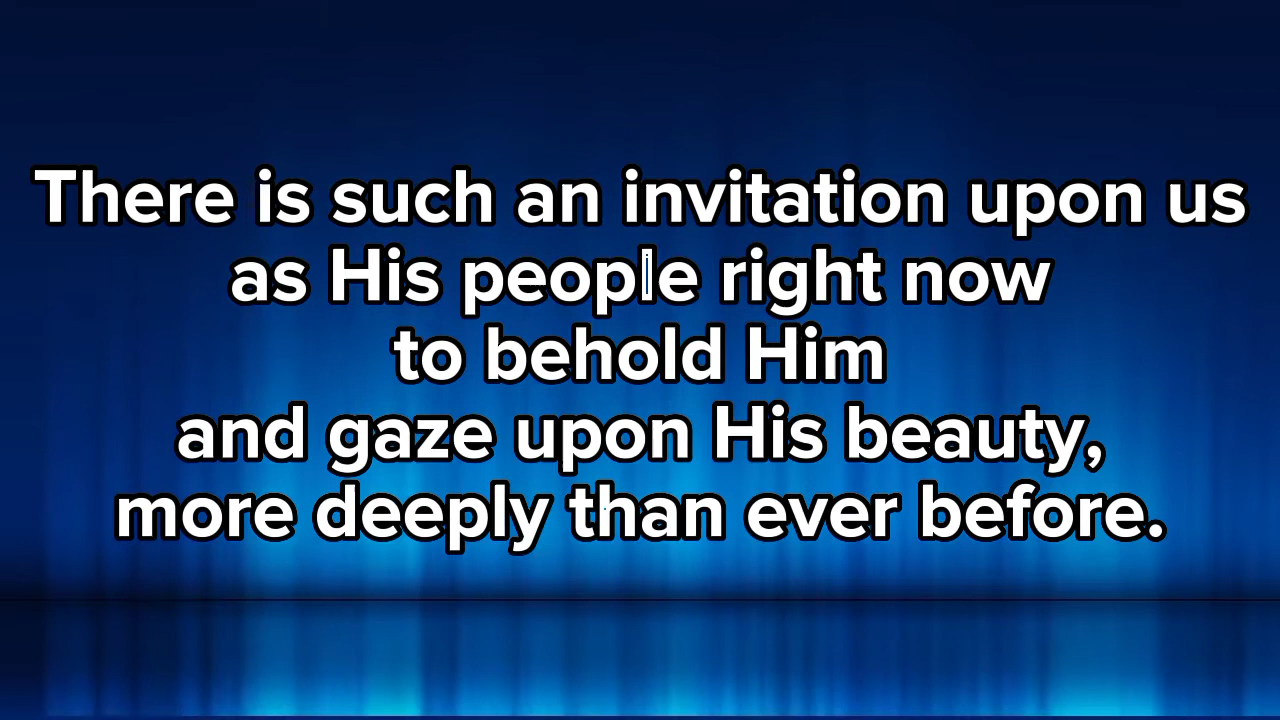 There is such an invitation upon us
as His people right now
to behold Him
and gaze upon His beauty,
more deeply than ever before.